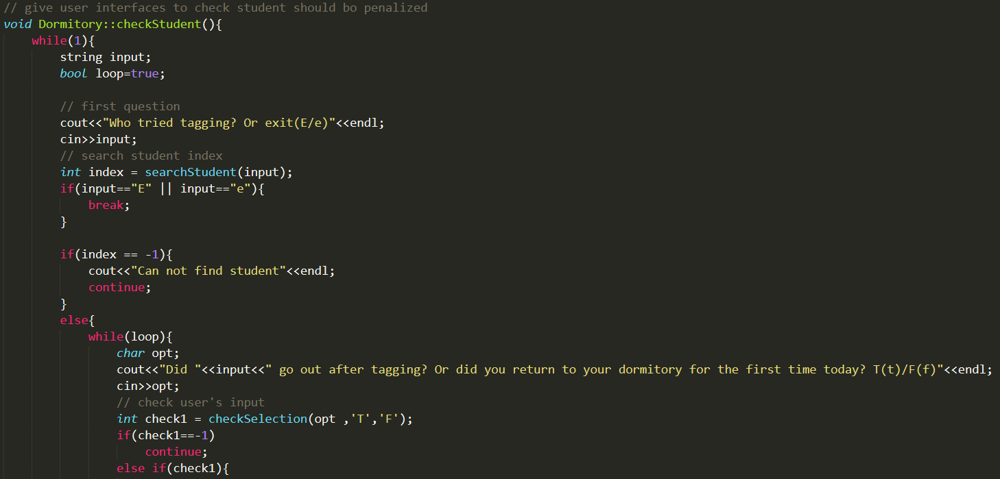 // give user interfaces to check student should bo penalized
void Dormitory::checkStudent(){
    while(1){
        string input;
        bool loop=true;

        // first question
        cout<<"Who tried tagging? Or exit(E/e)"<<endl;
        cin>>input;
        // search student index
        int index = searchStudent(input);
        if(input=="E" || input=="e"){
            break;
        }

        if(index == -1){
            cout<<"Can not find student"<<endl;
            continue;
        }
        else{
            while(loop){
                char opt;
                cout<<"Did "<<input<<" go out after tagging? Or did you return to your dormitory for the first time today? T(t)/F(f)"<<endl;
                cin>>opt;
                // check user's input
                int check1 = checkSelection(opt ,'T','F');
                if(check1==-1)
                    continue;
                else if(check1){